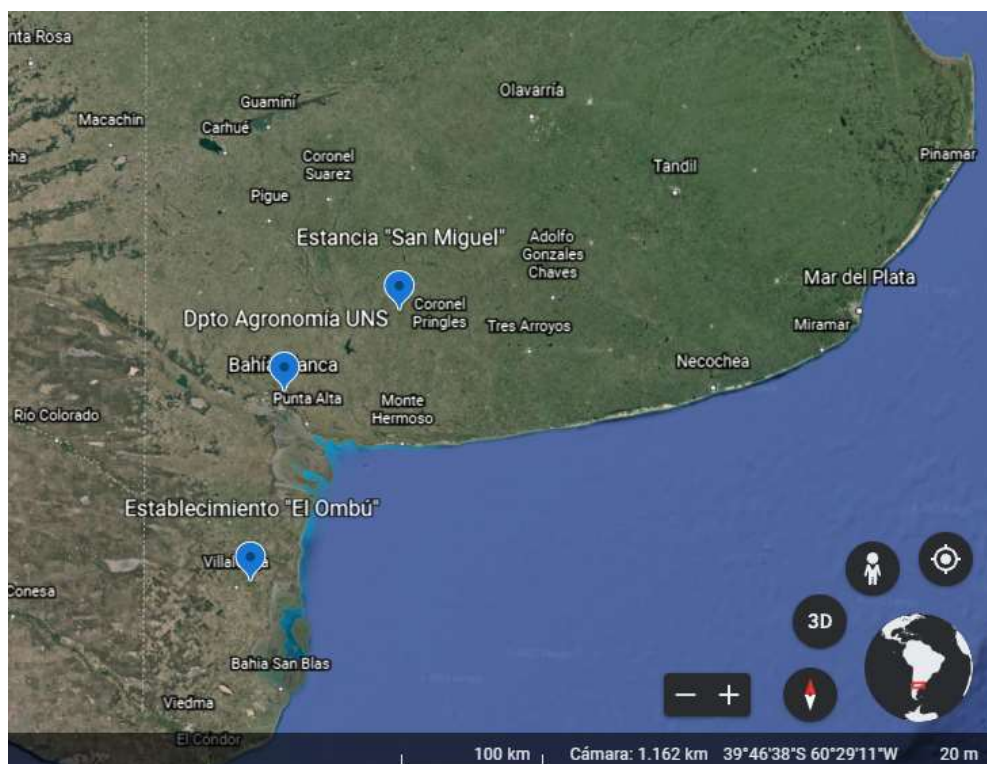 nta Rosa
Olavarría
Guaminí
Macachin
Carhué
cha
Coronel
Suarez
Tandil
Pinamar
Pigue
Estancia "San Miguel"
Adolfo
Gonzales
Chaves
Mar del Plata
Coronel
Pringles
Dpto Agronomía UNS
Tres Arroyos
Miramar
Necochea
Punta Alta
Monte
Hermoso
Río Colorado
Establecimiento "El Ombú"
Conesa
3D
Bahia San Blas
Viedma
El Cóndor
100 km
Cámara: 1.162 km
39°46'38"S 60°29'11"W
20 m